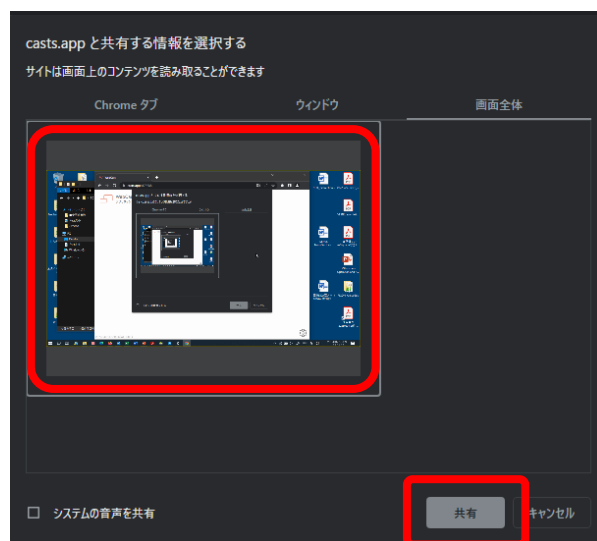 casts.app と共有する情報を選択する
サイトは画面上のコンテンツを読み取ることができます
Chrome タブ
ウィンドウ
画面全体
システムの音声を共有
共有
キャンセル